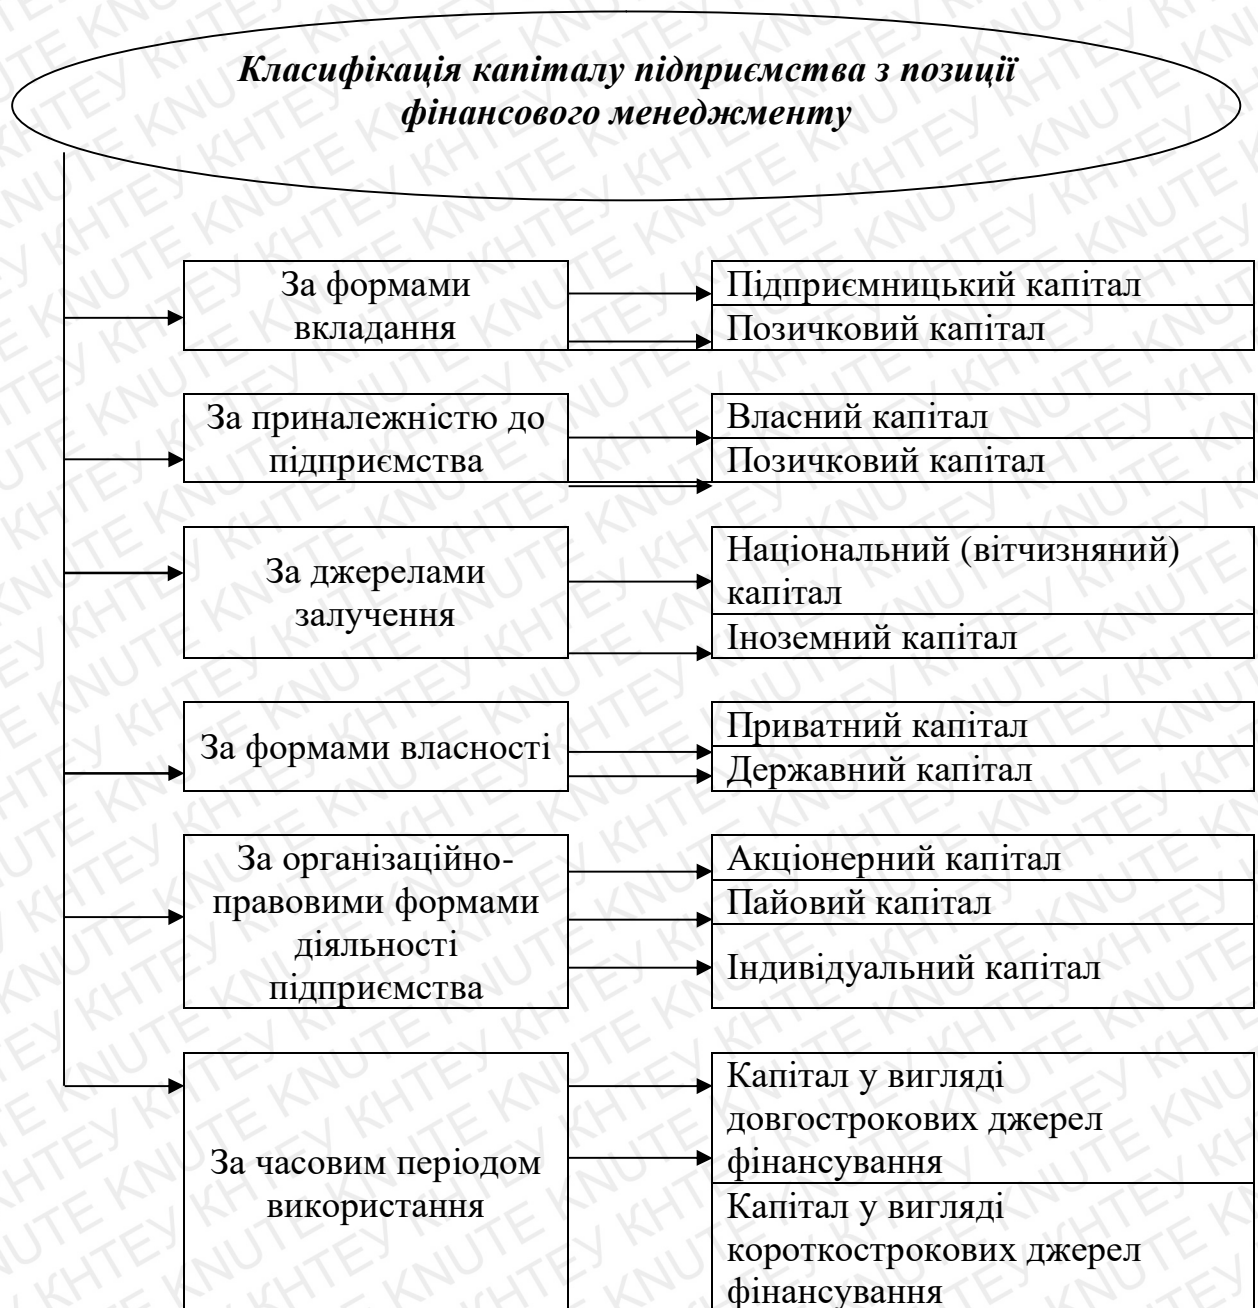 Класифікація капіталу підприємства з позиції
фінансового менеджменту
За формами
вкладання
Підприємницький капітал
Позичковий капітал
За приналежністю до
підприємства
Власний капітал
Позичковий капітал
За джерелами
залучення
Національний (вітчизняний)
капітал
Іноземний капітал
За формами власності
Приватний капітал
Державний капітал
За організаційно-
правовими формами
діяльності
підприємства
Акціонерний капітал
Пайовий капітал
Індивідуальний капітал
За часовим періодом
використання
Капітал у вигляді
довгострокових джерел
фінансування
Капітал у вигляді
короткострокових джерел
фінансування